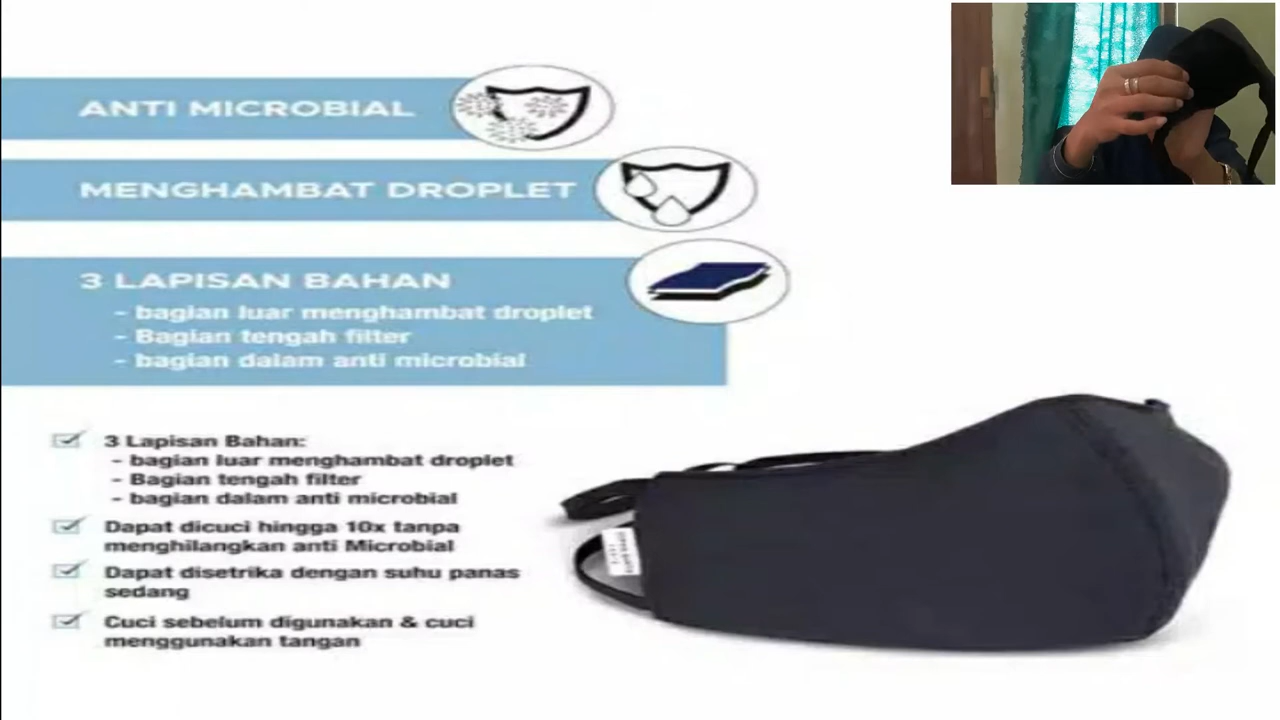 ANTI MICROBIAL
MENGHAMBAT DROPLET
3 LAPISAN BAHAN
- bagian luar menghambat droplet
- Bagian tengah filter
- bagian dalam anti microbial
3 Lapisan Bahan:
- bagian luar menghambat droplet
- Bagian tengah filter
- bagian dalam anti microbial
Dapat dicuci hingga 10x tanpa
menghilangkan anti Microbial
Dapat disetrika dengan suhu panas
sedang
Cuci sebelum digunakan & cuci
menggunakan tangan